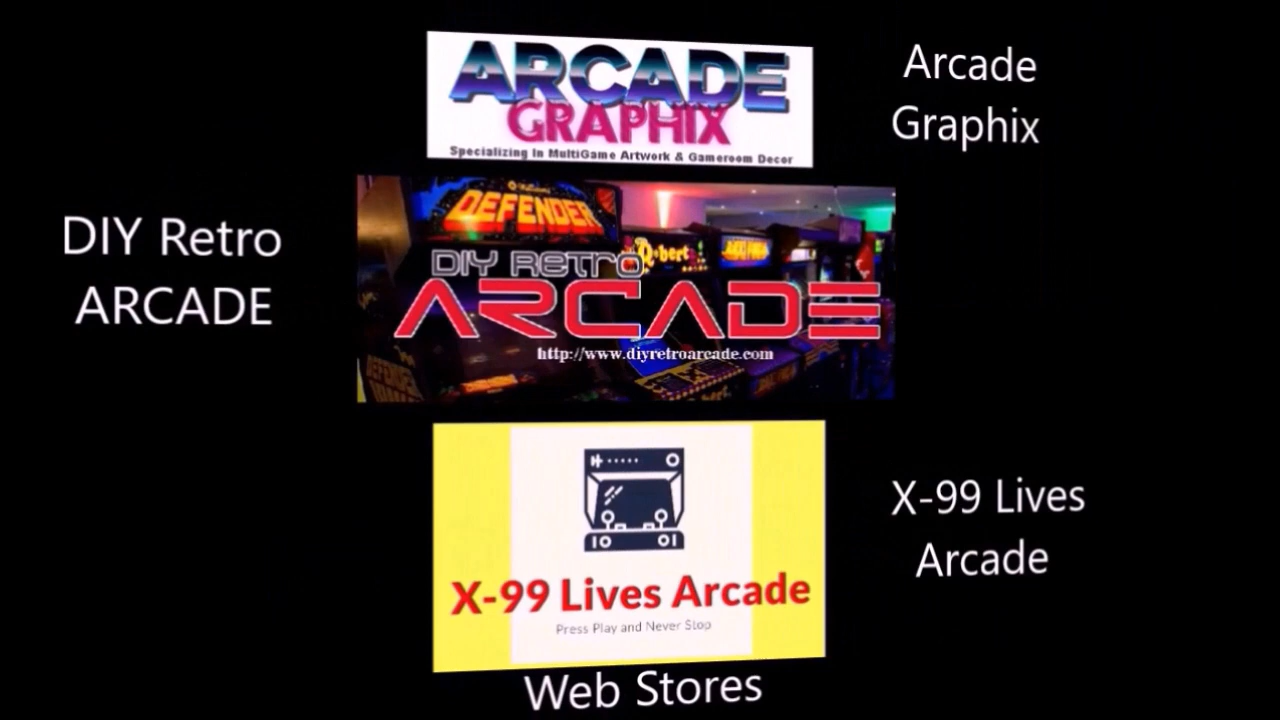 ARCADE
GRAPHIX
Specializing In MultiGame Artwork & Gameroom Decor
Arcade
Graphix
DIY Retro
ARCADE
DEFENDER
Q*bert
DIY Retro
ARCADE
http://www.diyretroarcade.com
DEFENDER
X-99 Lives Arcade
Press Play and Never Stop
X-99 Lives
Arcade
Web Stores